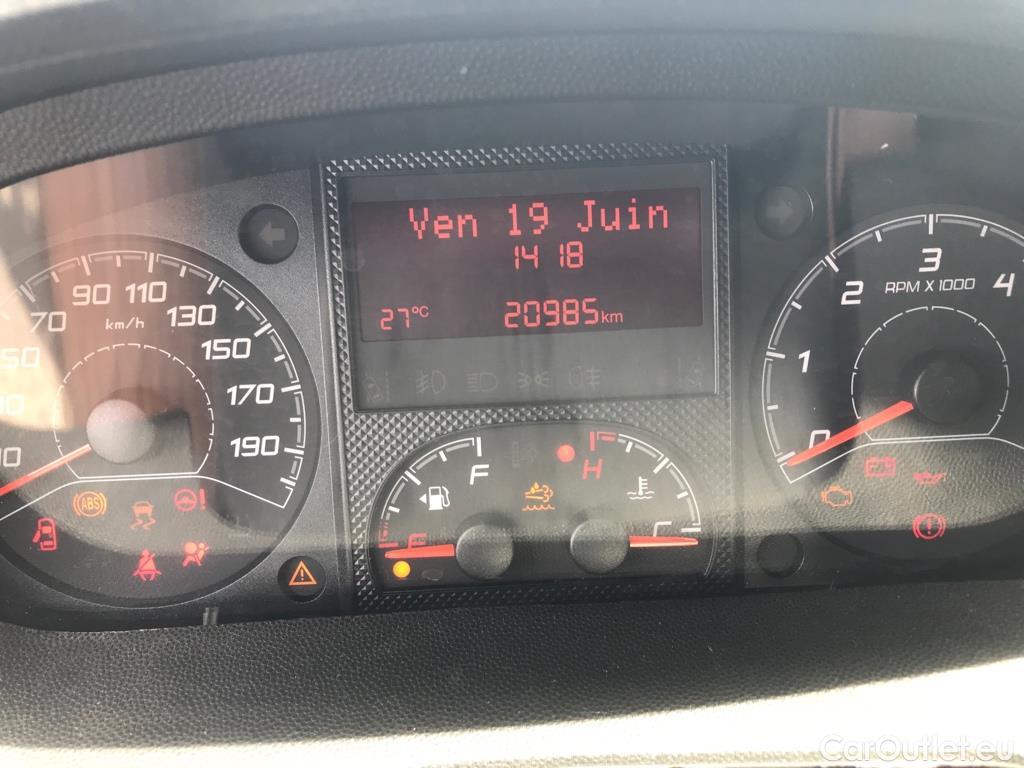 Ven 19 Juin
14 18
27°C 20985km
70 90 110 130 150 170 190
km/h
ABS
F
H
E
C
0 1 2 3 4
RPM X 1000
CarOutlet.eu